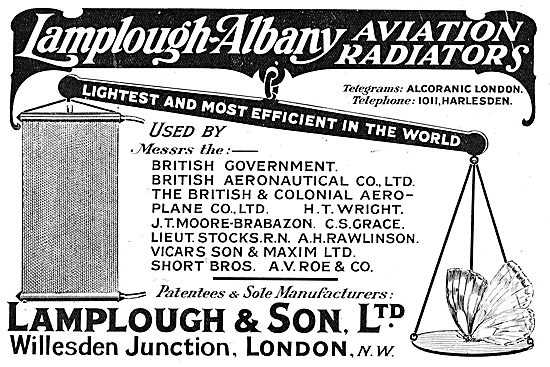 Lamplough-Albany AVIATION RADIATORS
Telegrams: ALCORANIC LONDON.
Telephone: 1011, HARLESDEN.
LIGHTEST AND MOST EFFICIENT IN THE WORLD
USED BY
Messrs the:—
BRITISH GOVERNMENT.
BRITISH AERONAUTICAL CO., LTD.
THE BRITISH & COLONIAL AERO-
PLANE CO., LTD. H.T. WRIGHT.
J.T. MOORE-BRABAZON. C.S. GRACE.
LIEUT. STOCKS. R.N. A.H. RAWLINSON.
VICARS SON & MAXIM LTD.
SHORT BROS. A.V. ROE & CO.
Patentees & Sole Manufacturers:
LAMPLOUGH & SON, LTD
Willesden Junction, LONDON, N.W.